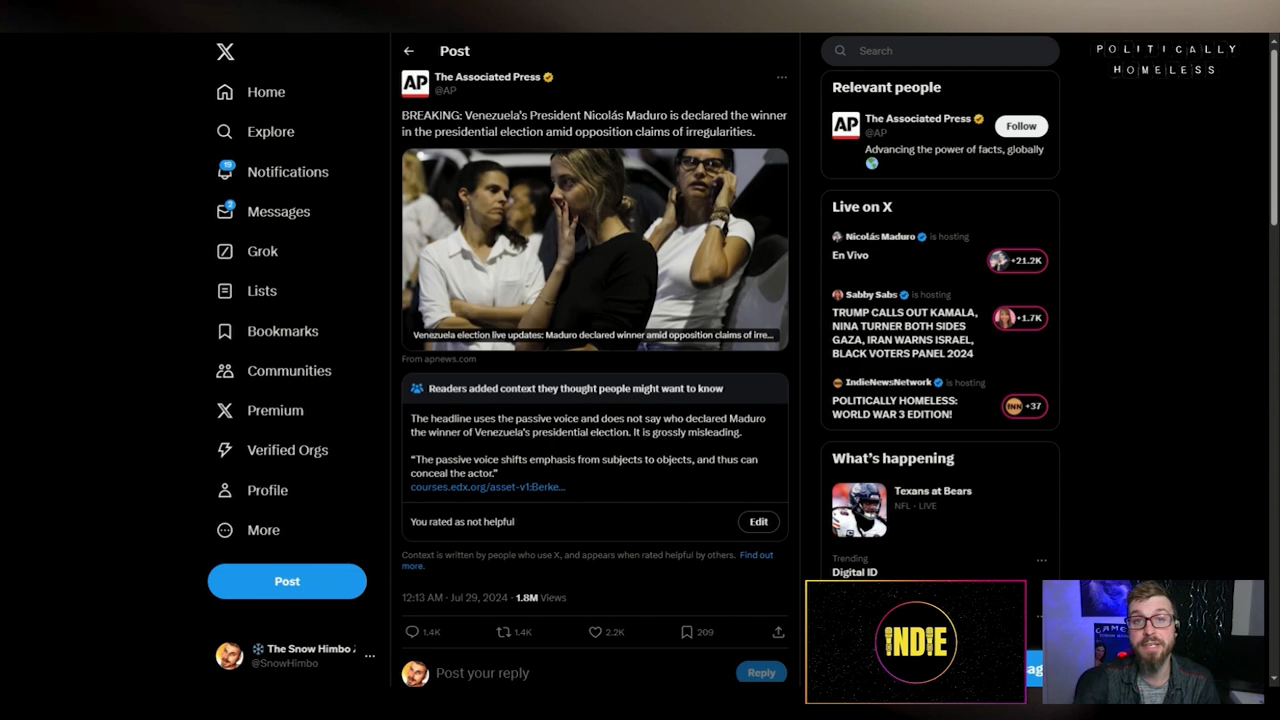 POLITICALLY
HOMELESS
Home
Explore
19
Notifications
2
Messages
Grok
Lists
Bookmarks
Communities
Premium
Verified Orgs
Profile
More
Post
The Snow Himbo
@SnowHimbo
Post
AP
The Associated Press
@AP
BREAKING: Venezuela's President Nicolás Maduro is declared the winner
in the presidential election amid opposition claims of irregularities.
Venezuela election live updates: Maduro declared winner amid opposition claims of irre...
From apnews.com
Readers added context they thought people might want to know
The headline uses the passive voice and does not say who declared Maduro
the winner of Venezuela's presidential election. It is grossly misleading.
“The passive voice shifts emphasis from subjects to objects, and thus can
conceal the actor.”
courses.edx.org/asset-v1:Berke...
You rated as not helpful
Edit
Context is written by people who use X, and appears when rated helpful by others. Find out
more.
12:13 AM · Jul 29, 2024 · 1.8M Views
1.4K
1.4K
2.2K
209
Post your reply
Reply
Search
Relevant people
AP
The Associated Press
@AP
Follow
Advancing the power of facts, globally
Live on X
Nicolás Maduro is hosting
En Vivo
+21.2K
Sabby Sabs is hosting
TRUMP CALLS OUT KAMALA,
NINA TURNER BOTH SIDES
GAZA, IRAN WARNS ISRAEL,
BLACK VOTERS PANEL 2024
+1.7K
IndieNewsNetwork is hosting
POLITICALLY HOMELESS:
WORLD WAR 3 EDITION!
INN
+37
What's happening
Texans at Bears
NFL · LIVE
Trending
Digital ID
INDIE